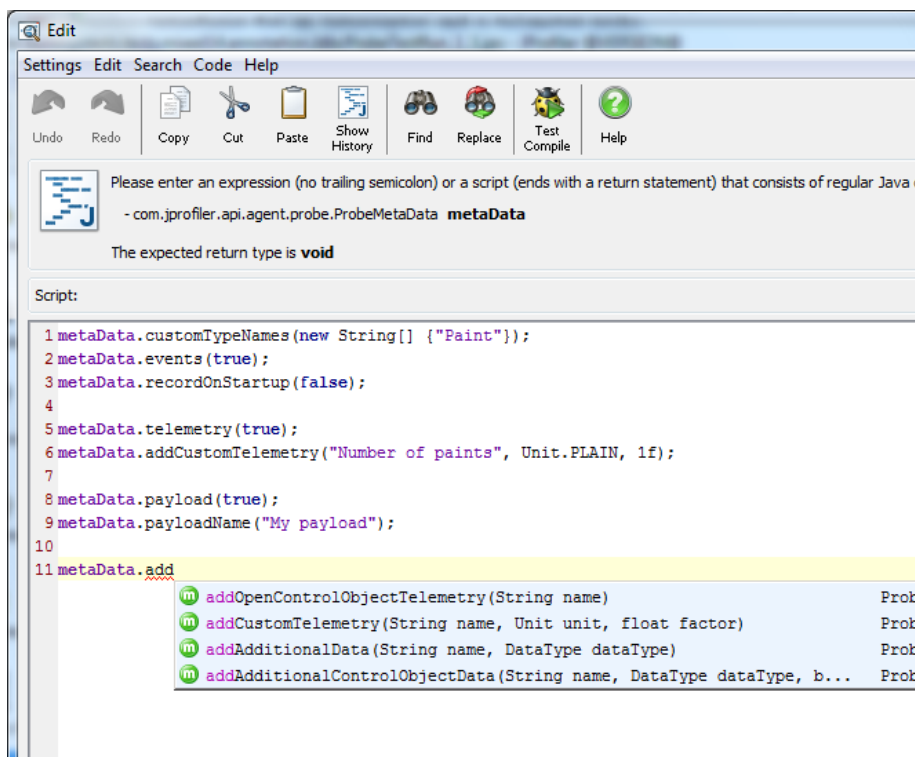 Edit
Settings Edit Search Code Help
Undo Redo Copy Cut Paste Show History Find Replace Test Compile Help
Please enter an expression (no trailing semicolon) or a script (ends with a return statement) that consists of regular Java
- com.jprofiler.api.agent.probe.ProbeMetaData metaData
The expected return type is void
Script:
1 metaData.customTypeNames(new String[] {"Paint"});
2 metaData.events(true);
3 metaData.recordOnStartup(false);
4
5 metaData.telemetry(true);
6 metaData.addCustomTelemetry("Number of paints", Unit.PLAIN, 1f);
7
8 metaData.payload(true);
9 metaData.payloadName("My payload");
10
11 metaData.add
addOpenControlObjectTelemetry(String name) Prob
addCustomTelemetry(String name, Unit unit, float factor) Prob
addAdditionalData(String name, DataType dataType) Prob
addAdditionalControlObjectData(String name, DataType dataType, b... Prob